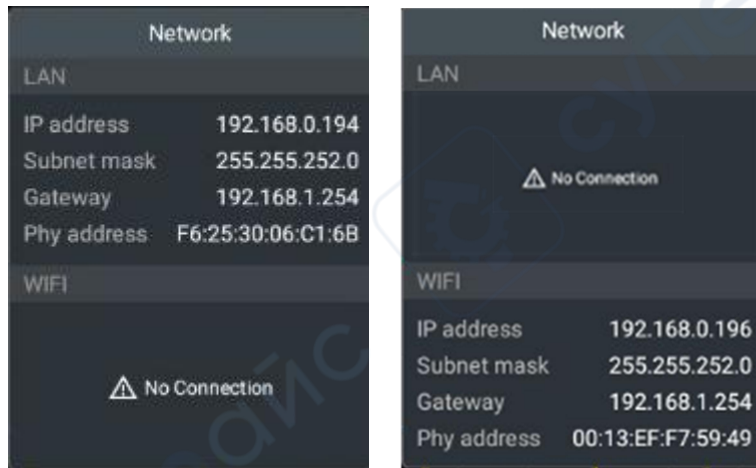 Network
LAN
IP address 192.168.0.194
Subnet mask 255.255.252.0
Gateway 192.168.1.254
Phy address F6:25:30:06:C1:6B
WIFI
No Connection
Network
LAN
No Connection
WIFI
IP address 192.168.0.196
Subnet mask 255.255.252.0
Gateway 192.168.1.254
Phy address 00:13:EF:F7:59:49